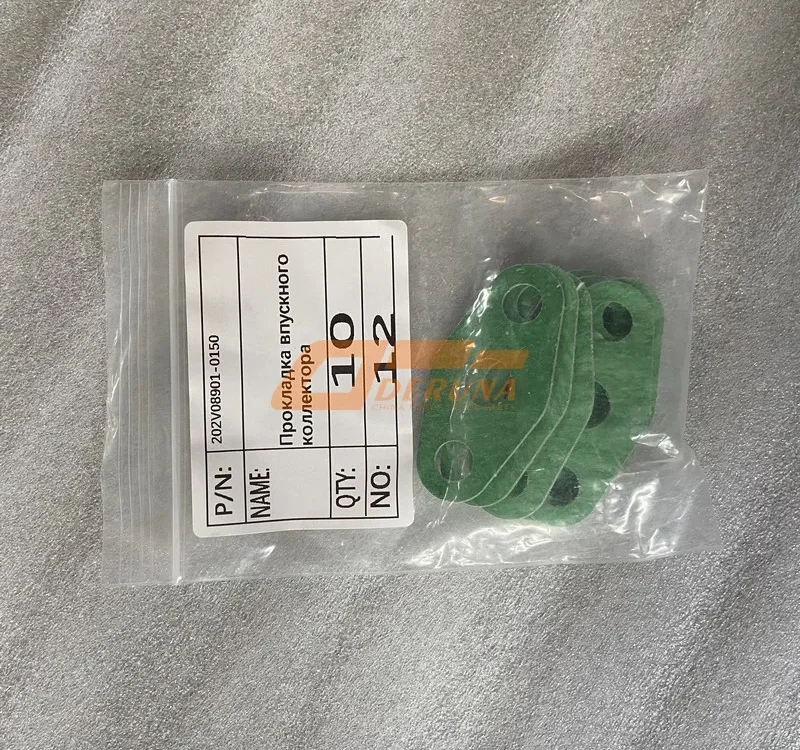 P/N: 202V08901-0150
NAME: Прокладка впускного
коллектора
QTY: 10
NO: 12
DERUNA